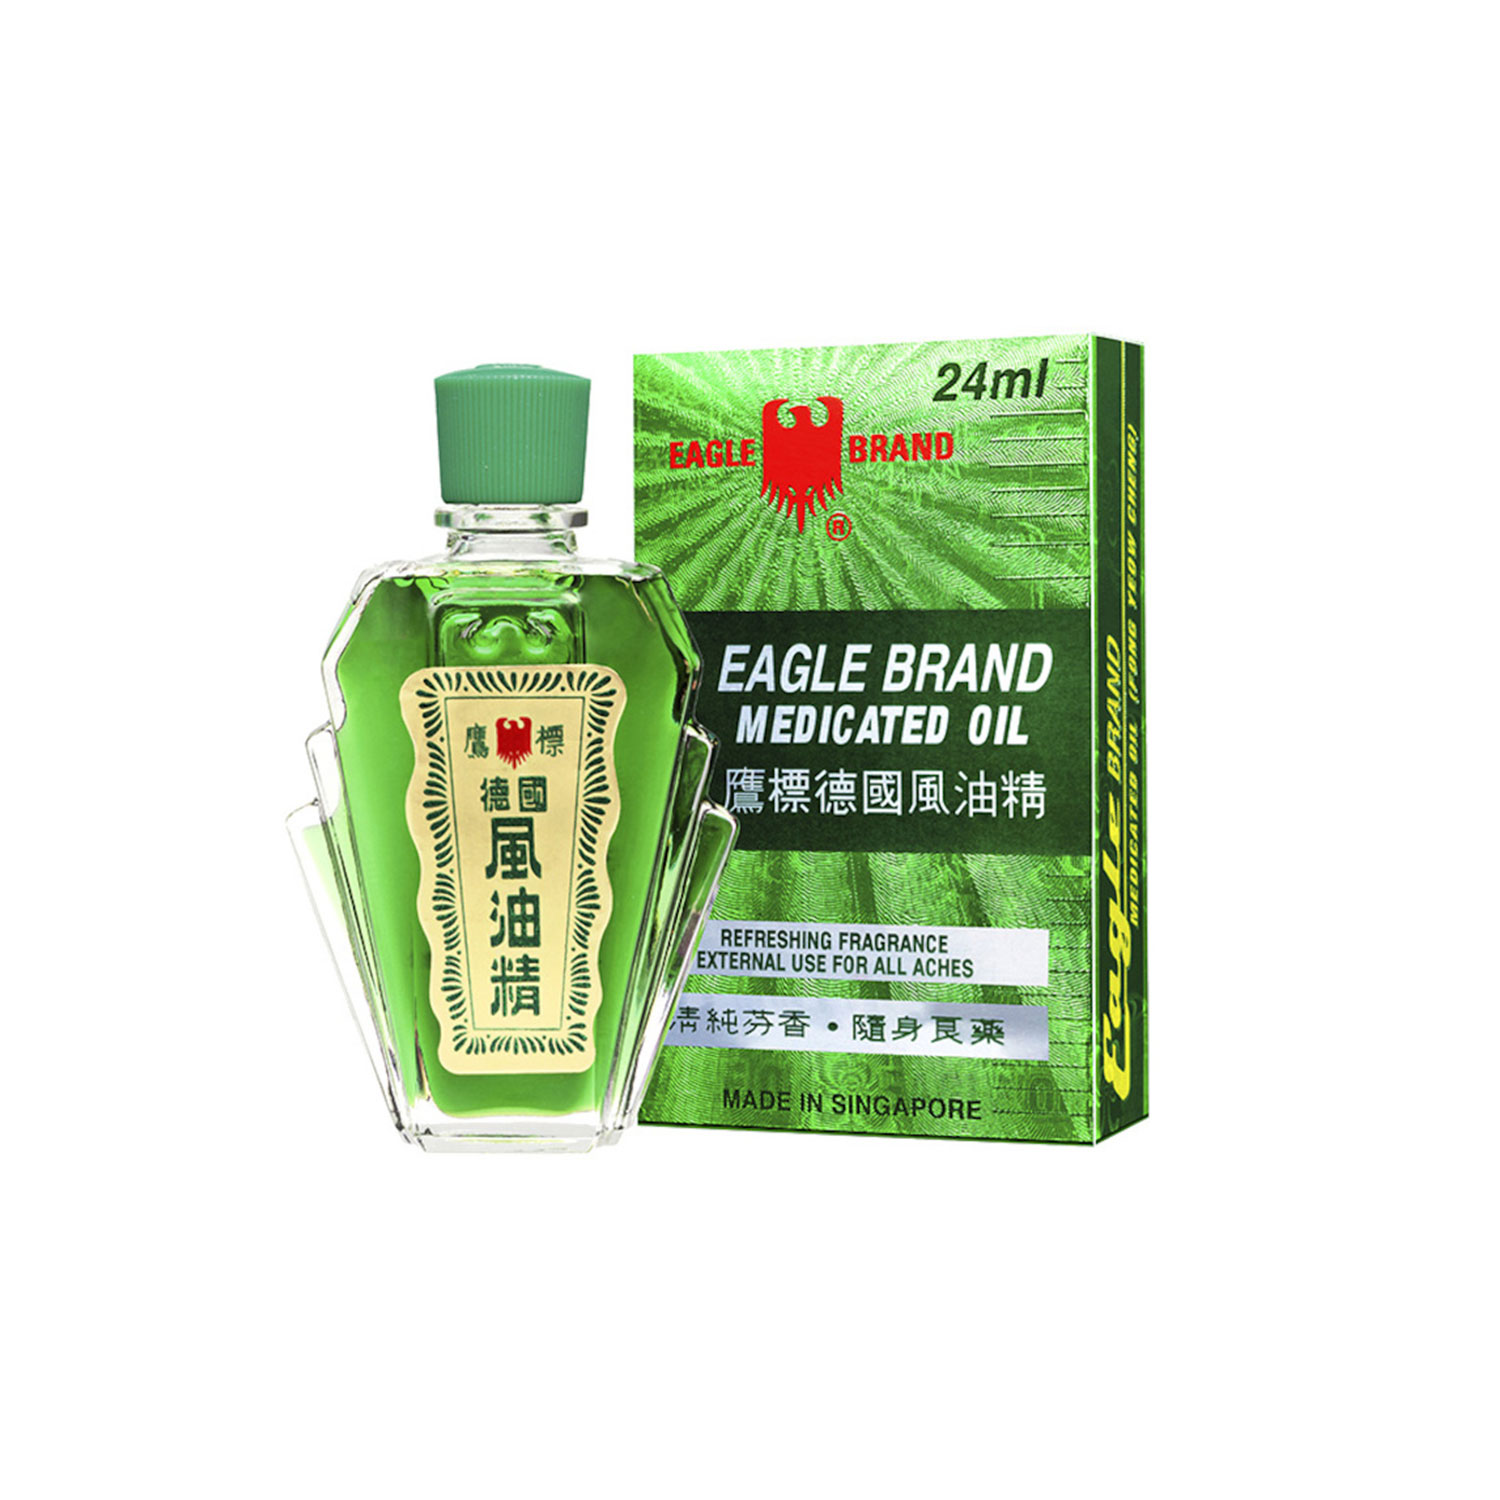 鷹 標
德國
風
油
精
24ml
EAGLE BRAND
®
EAGLE BRAND
MEDICATED OIL
鷹標德國風油精
REFRESHING FRAGRANCE
EXTERNAL USE FOR ALL ACHES
清純芬香・隨身良藥
MADE IN SINGAPORE
Eagle BRAND
MEDICATED OIL (FONG YEOW CHENG)